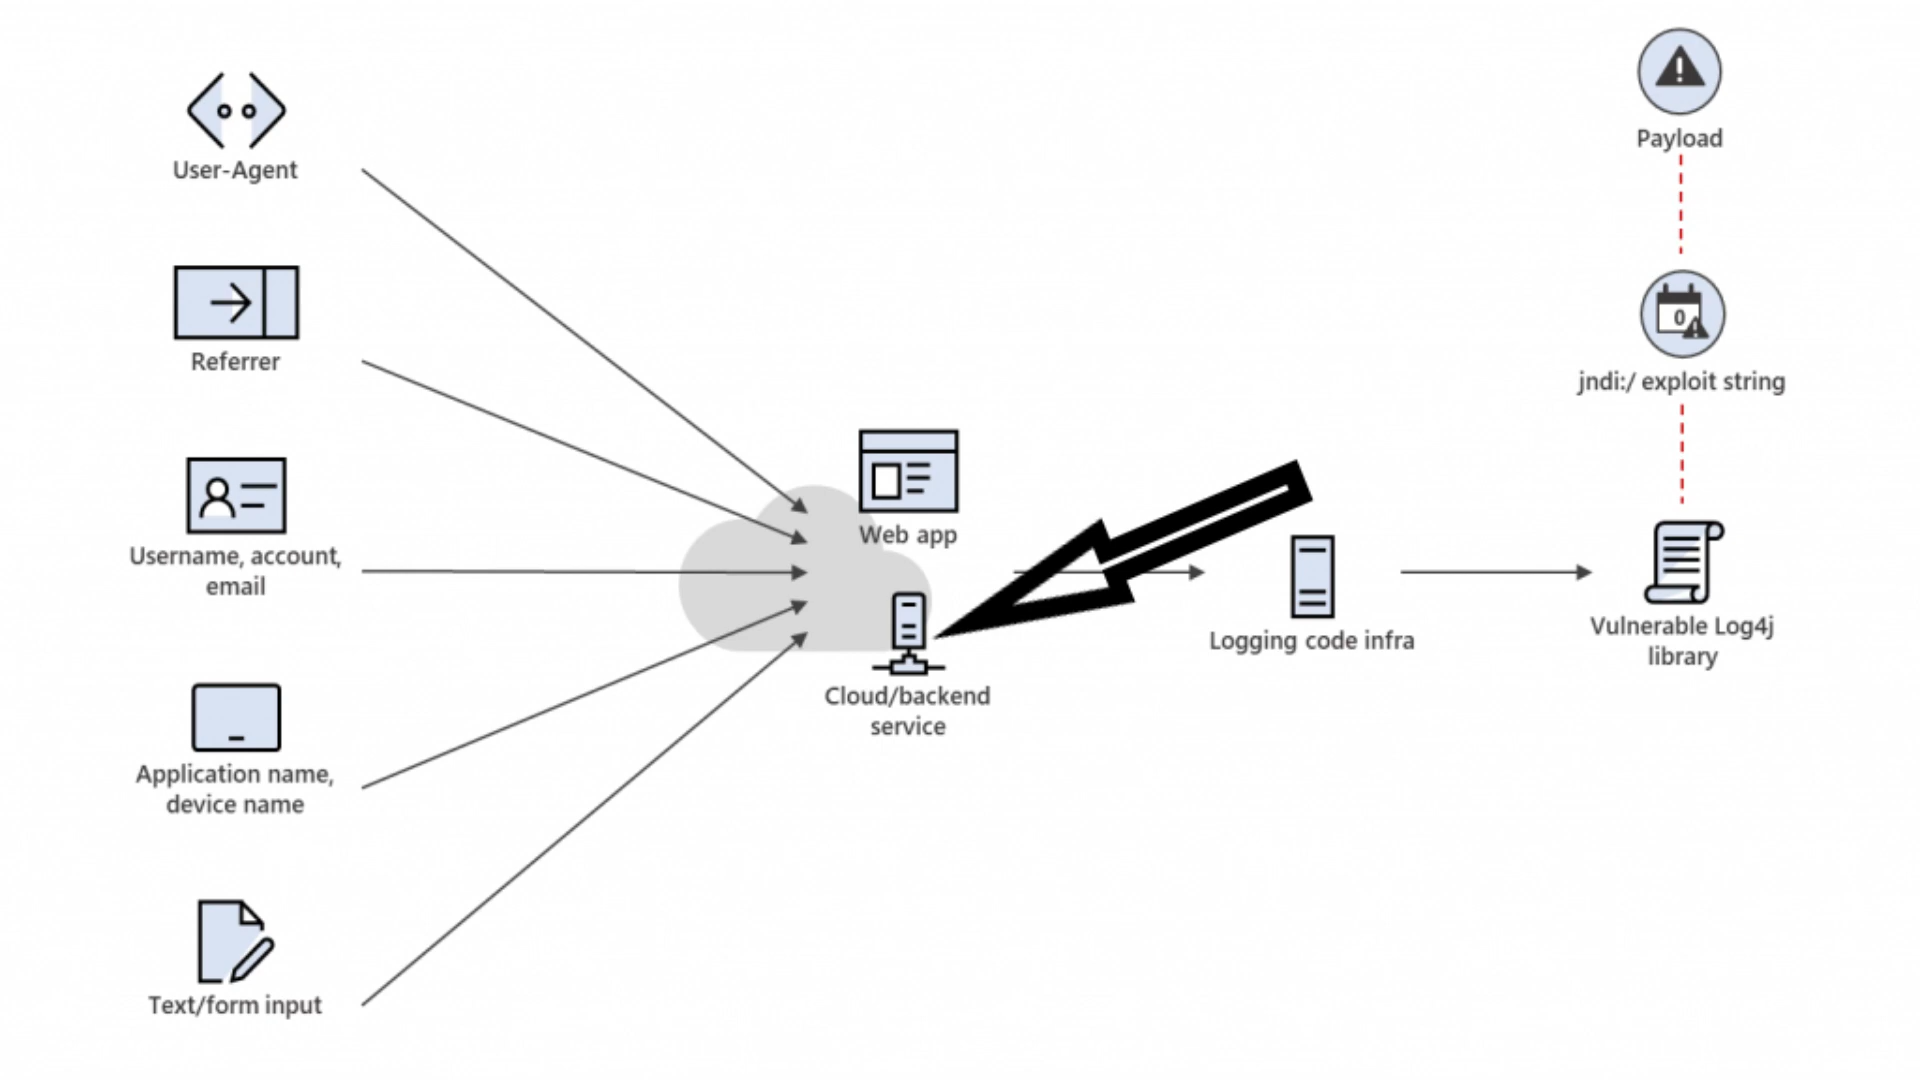 User-Agent
Referrer
Username, account,
email
Application name,
device name
Text/form input
Web app
Cloud/backend
service
Logging code infra
Payload
0
jndi:/ exploit string
Vulnerable Log4j
library